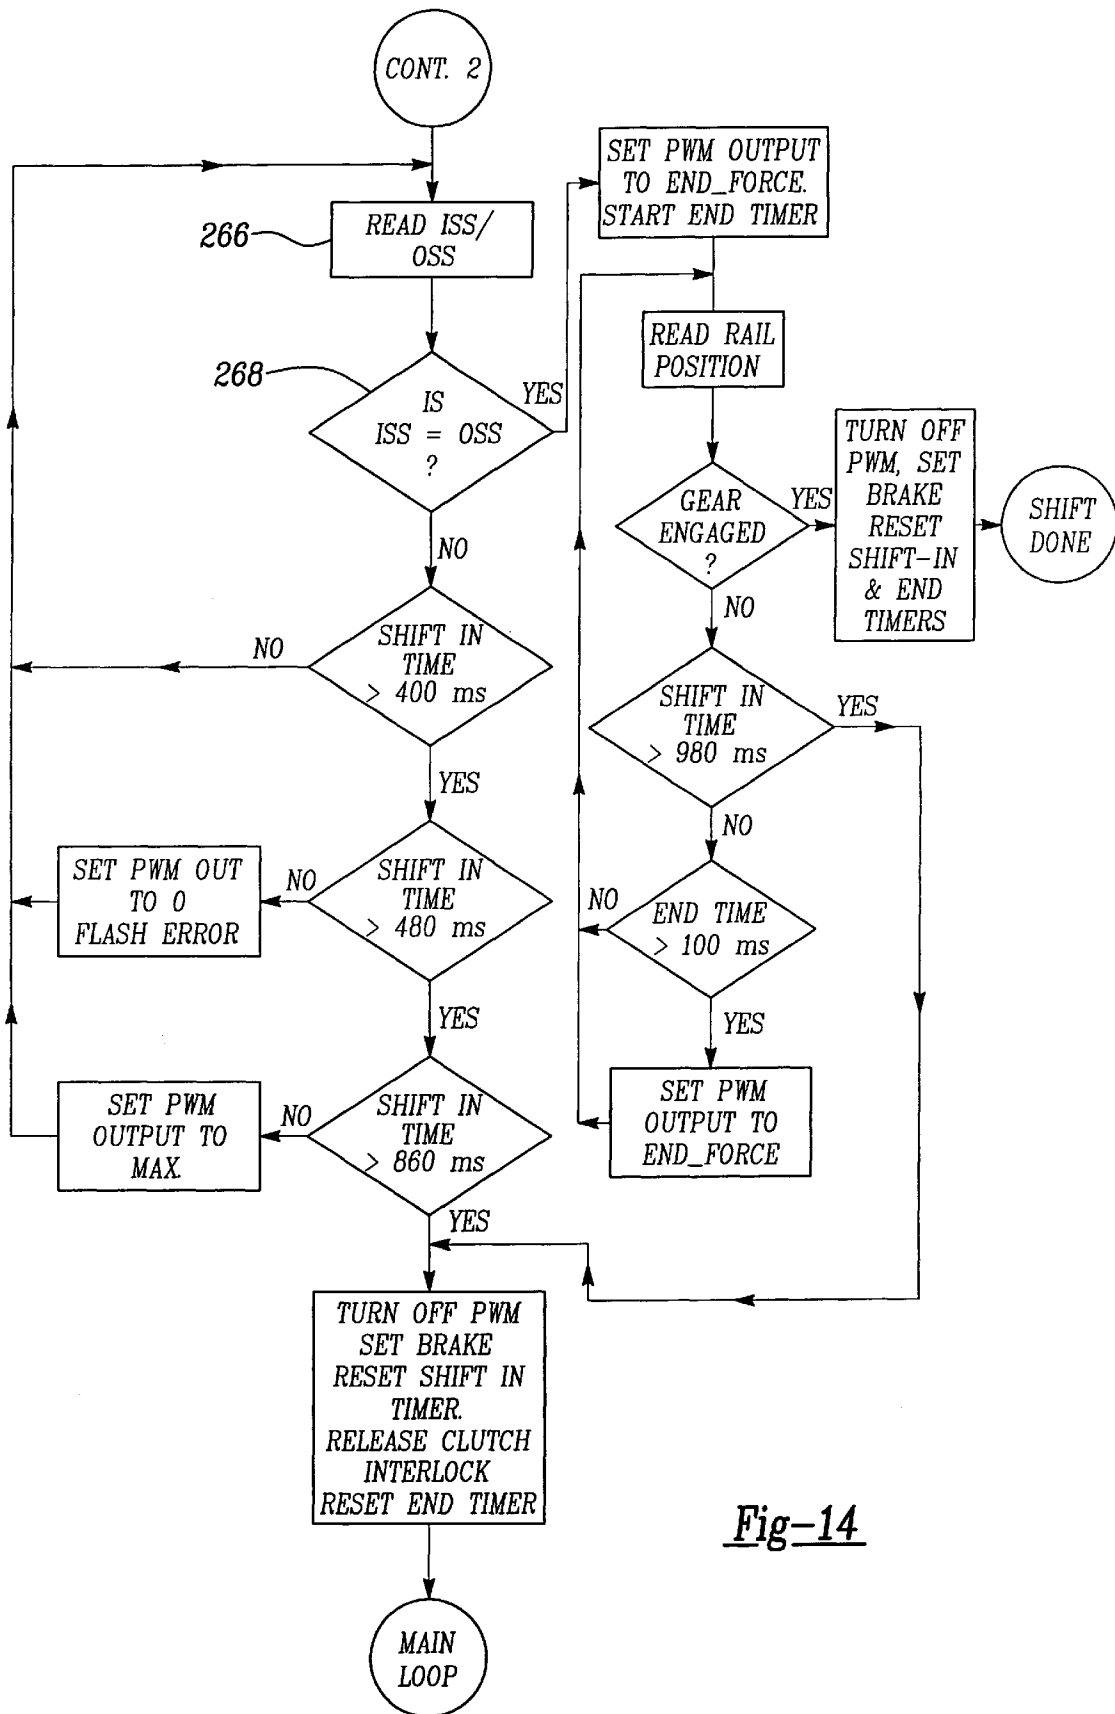 CONT. 2
READ ISS/
OSS
266
268
IS
ISS = OSS
?
YES
NO
SHIFT IN
TIME
> 400 ms
NO
YES
SHIFT IN
TIME
> 480 ms
NO
SET PWM OUT
TO 0
FLASH ERROR
YES
SHIFT IN
TIME
> 860 ms
NO
SET PWM
OUTPUT TO
MAX.
YES
TURN OFF PWM
SET BRAKE
RESET SHIFT IN
TIMER.
RELEASE CLUTCH
INTERLOCK
RESET END TIMER
MAIN
LOOP
SET PWM OUTPUT
TO END_FORCE.
START END TIMER
READ RAIL
POSITION
GEAR
ENGAGED
?
YES
TURN OFF
PWM, SET
BRAKE
RESET
SHIFT-IN
& END
TIMERS
SHIFT
DONE
NO
SHIFT IN
TIME
> 980 ms
YES
NO
END TIME
> 100 ms
NO
YES
SET PWM
OUTPUT TO
END_FORCE
Fig-14